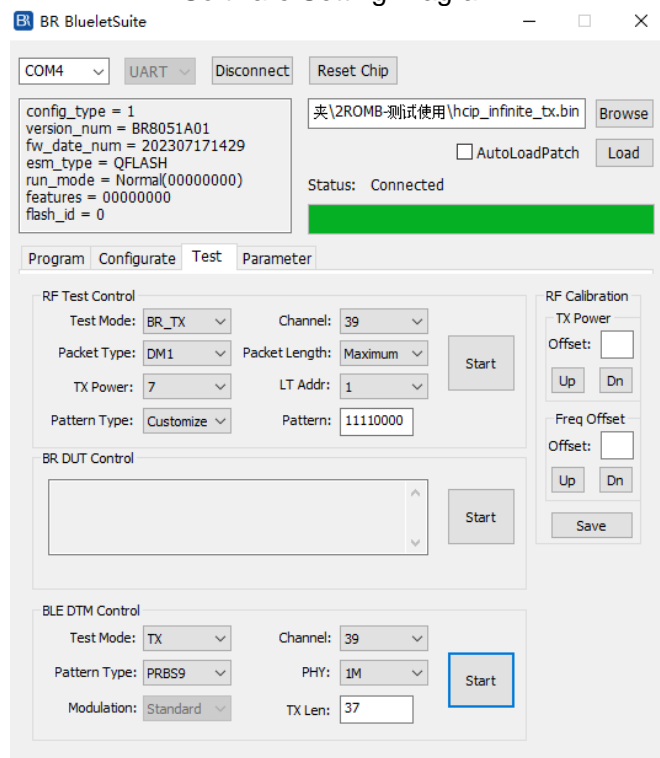 BR BlueletSuite
COM4 UART Disconnect Reset Chip
config_type = 1
version_num = BR8051A01
fw_date_num = 202307171429
esm_type = QFLASH
run_mode = Normal(00000000)
features = 00000000
flash_id = 0
夹\2ROMB-测试使用\hcip_infinite_tx.bin Browse
AutoLoadPatch Load
Status: Connected
Program Configurate Test Parameter
RF Test Control
Test Mode: BR_TX Channel: 39
Packet Type: DM1 Packet Length: Maximum
TX Power: 7 LT Addr: 1
Pattern Type: Customize Pattern: 11110000
Start
RF Calibration
TX Power
Offset:
Up Dn
Freq Offset
Offset:
Up Dn
Save
BR DUT Control
Start
BLE DTM Control
Test Mode: TX Channel: 39
Pattern Type: PRBS9 PHY: 1M
Modulation: Standard TX Len: 37
Start